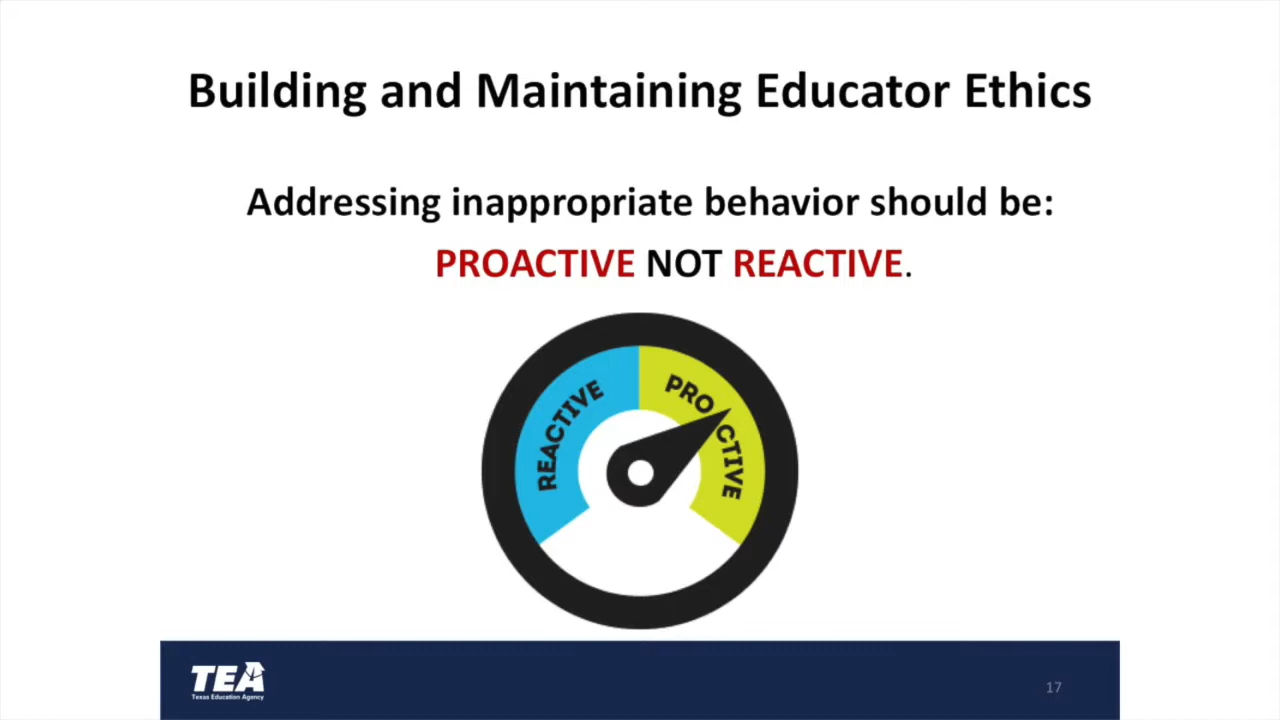 Building and Maintaining Educator Ethics
Addressing inappropriate behavior should be:
PROACTIVE NOT REACTIVE.
REACTIVE
PROACTIVE
TEA
Texas Education Agency
17